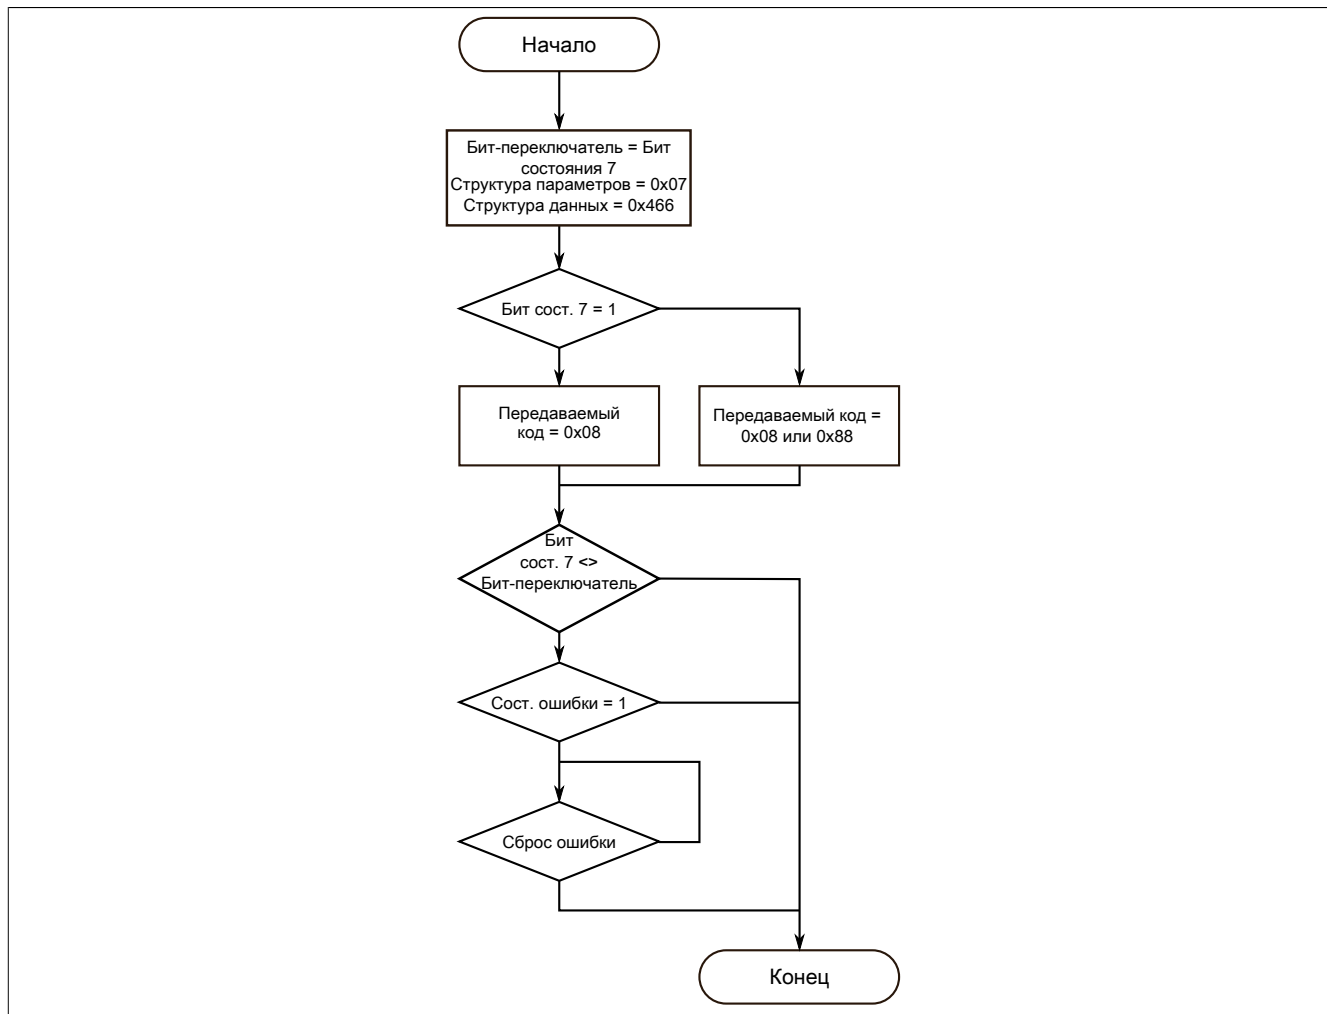 Начало
Бит-переключатель = Бит
состояния 7
Структура параметров = 0x07
Структура данных = 0x466
Бит сост. 7 = 1
Передаваемый
код = 0x08
Передаваемый код =
0x08 или 0x88
Бит
сост. 7 <>
Бит-переключатель
Сост. ошибки = 1
Сброс ошибки
Конец